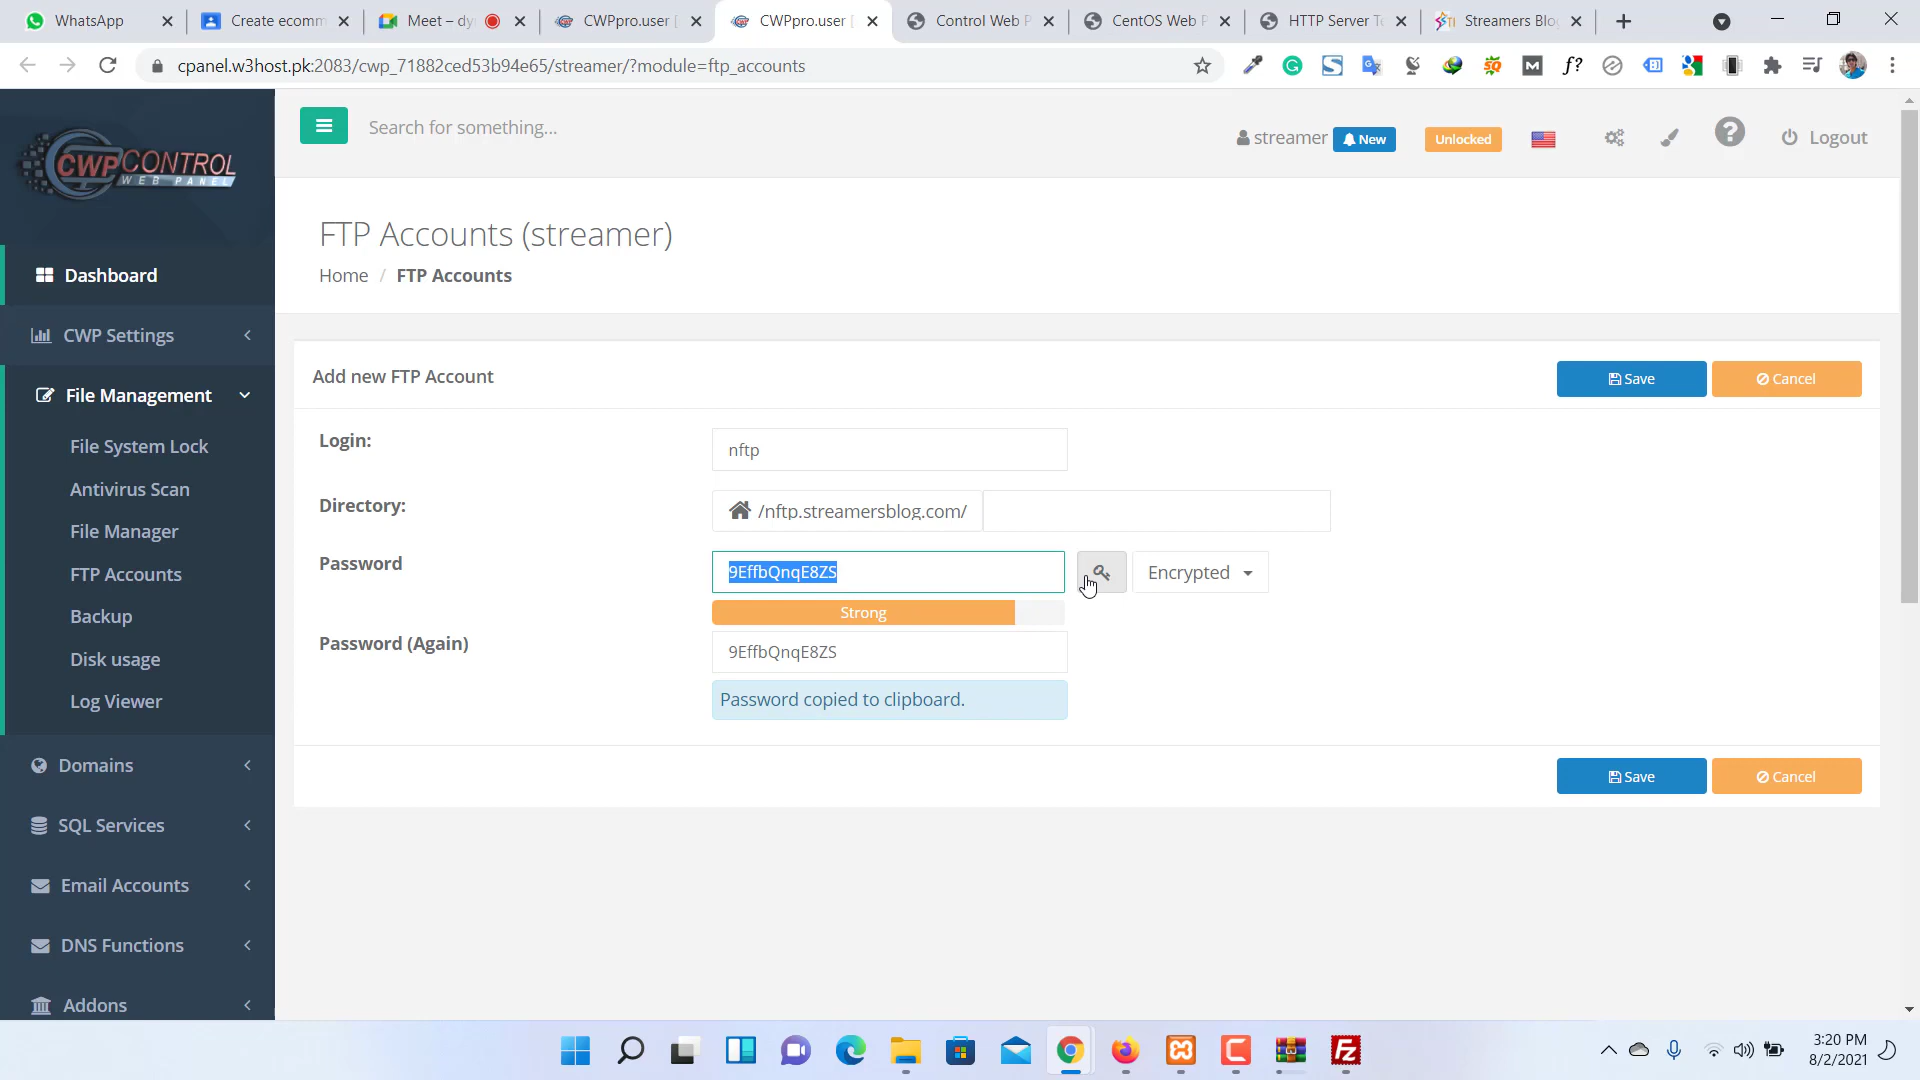 WhatsApp
Create ecomm
Meet – dy
CWPpro.user [
CWPpro.user [
Control Web P
CentOS Web P
HTTP Server T
Streamers Blo
cpanel.w3host.pk:2083/cwp_71882ced53b94e65/streamer/?module=ftp_accounts
CWPCONTROL
WEB PANEL
Search for something...
streamer
New
Unlocked
Logout
FTP Accounts (streamer)
Home / FTP Accounts
Dashboard
CWP Settings
File Management
File System Lock
Antivirus Scan
File Manager
FTP Accounts
Backup
Disk usage
Log Viewer
Domains
SQL Services
Email Accounts
DNS Functions
Addons
Add new FTP Account
Save
Cancel
Login:
nftp
Directory:
/nftp.streamersblog.com/
Password
9EffbQnqE8ZS
Encrypted
Strong
Password (Again)
9EffbQnqE8ZS
Password copied to clipboard.
Save
Cancel
3:20 PM
8/2/2021